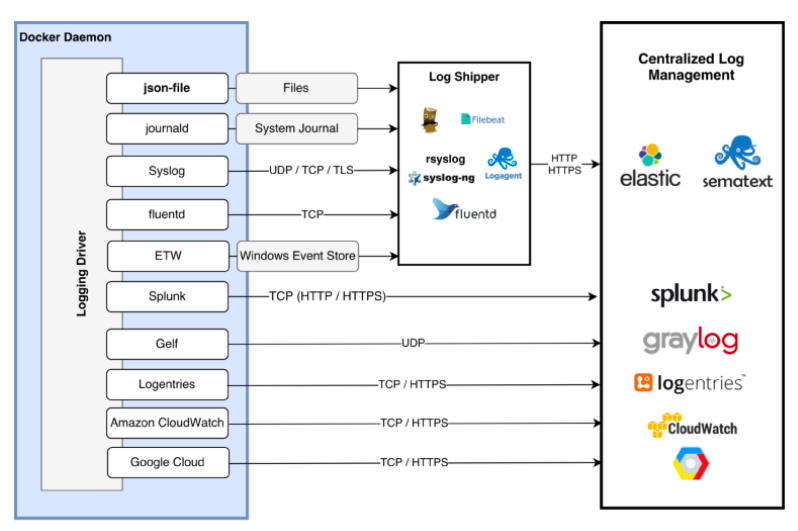 Docker Daemon
Logging Driver
json-file
Files
journald
System Journal
Syslog
UDP / TCP / TLS
fluentd
TCP
ETW
Windows Event Store
Splunk
TCP (HTTP / HTTPS)
Gelf
UDP
Logentries
TCP / HTTPS
Amazon CloudWatch
TCP / HTTPS
Google Cloud
TCP / HTTPS
Log Shipper
Filebeat
rsyslog
syslog-ng
Logagent
fluentd
HTTP
HTTPS
Centralized Log
Management
elastic
sematext
splunk>
graylog
logentries™
CloudWatch